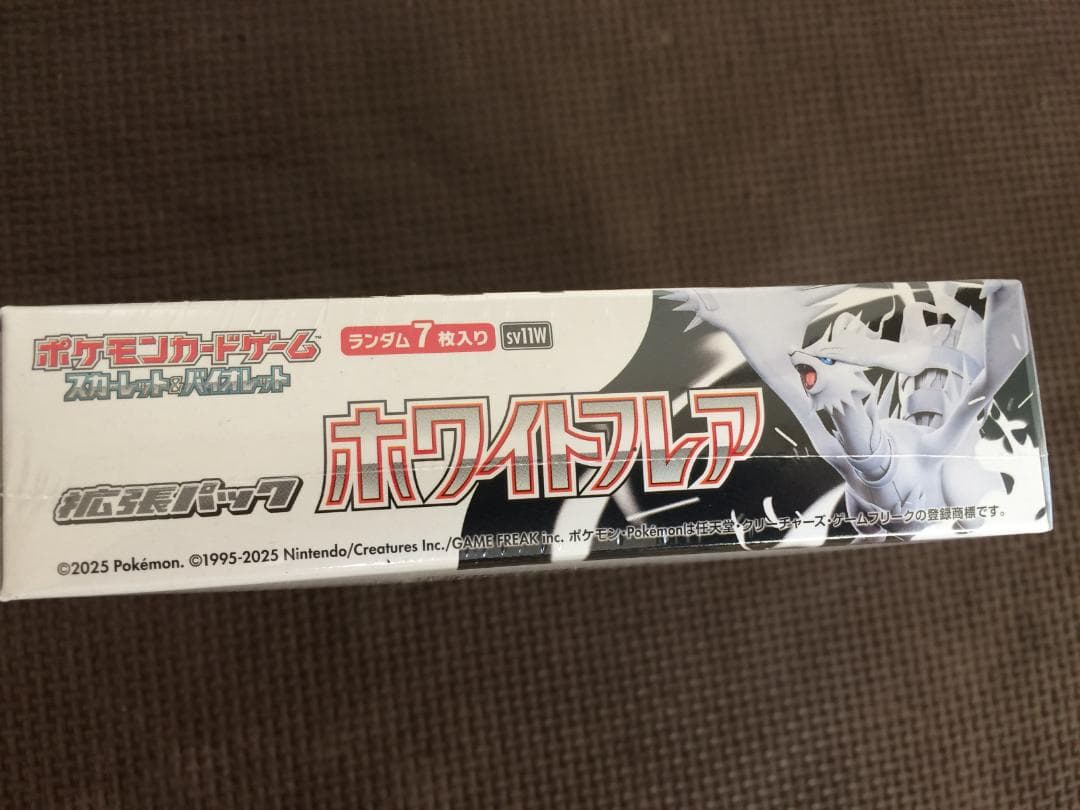 ポケモンカードゲーム™
スカーレット&バイオレット
ランダム7枚入り
sv11W
拡張パック
ホワイトフレア
©2025 Pokémon. ©1995-2025 Nintendo/Creatures Inc./GAME FREAK inc. ポケモン・Pokémonは任天堂・クリーチャーズ・ゲームフリークの登録商標です。